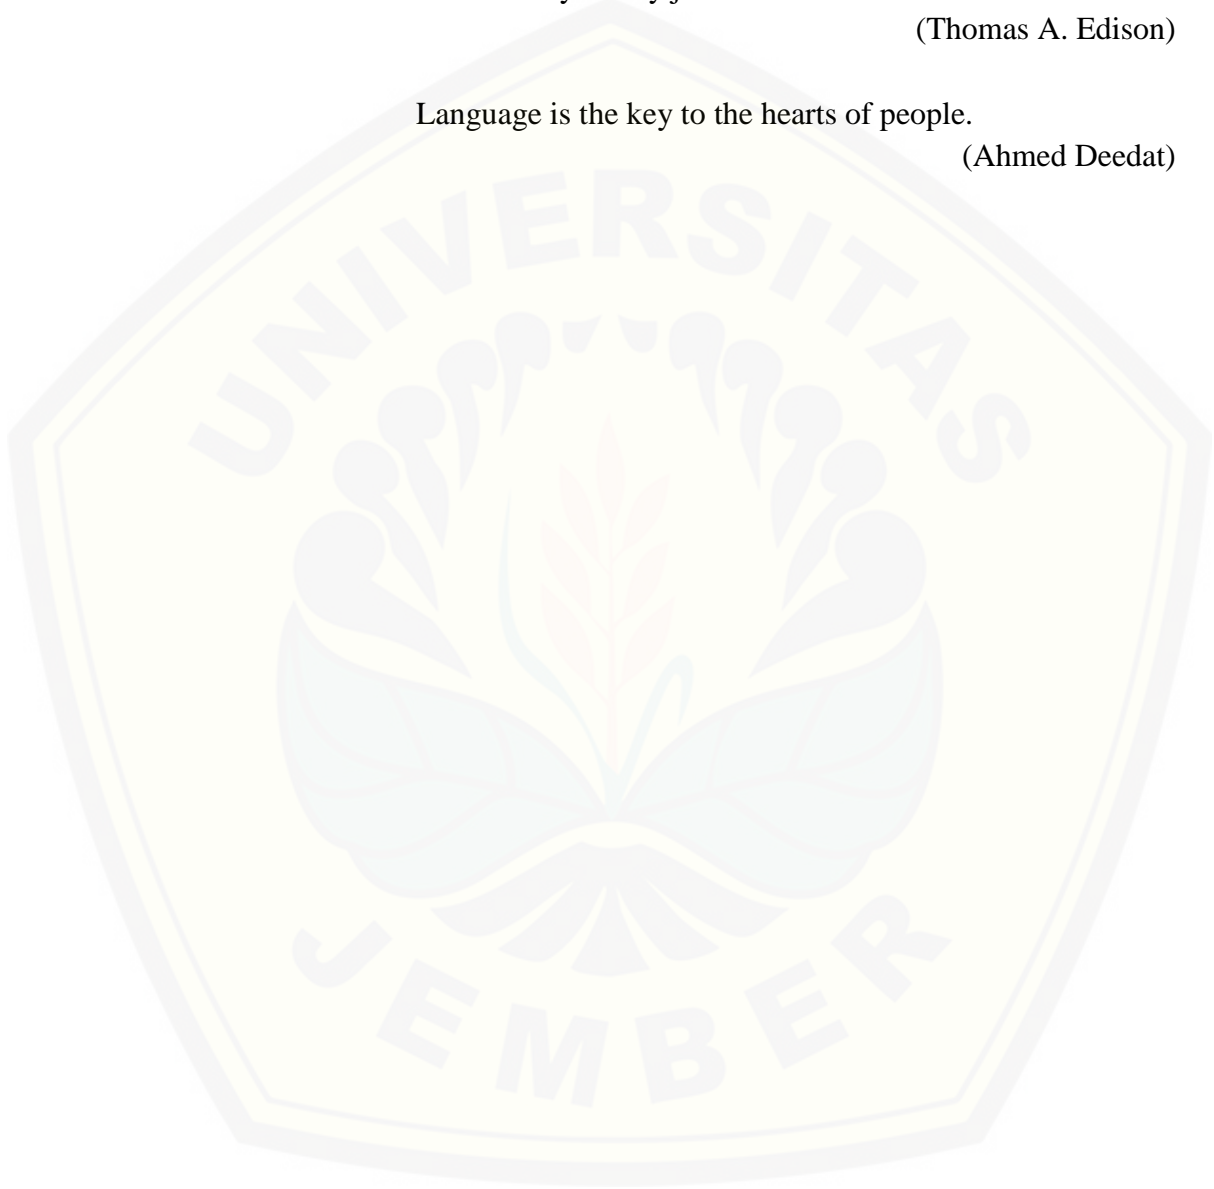 (Thomas A. Edison)
Language is the key to the hearts of people.
(Ahmed Deedat)
UNIVERSITAS
JEMBER